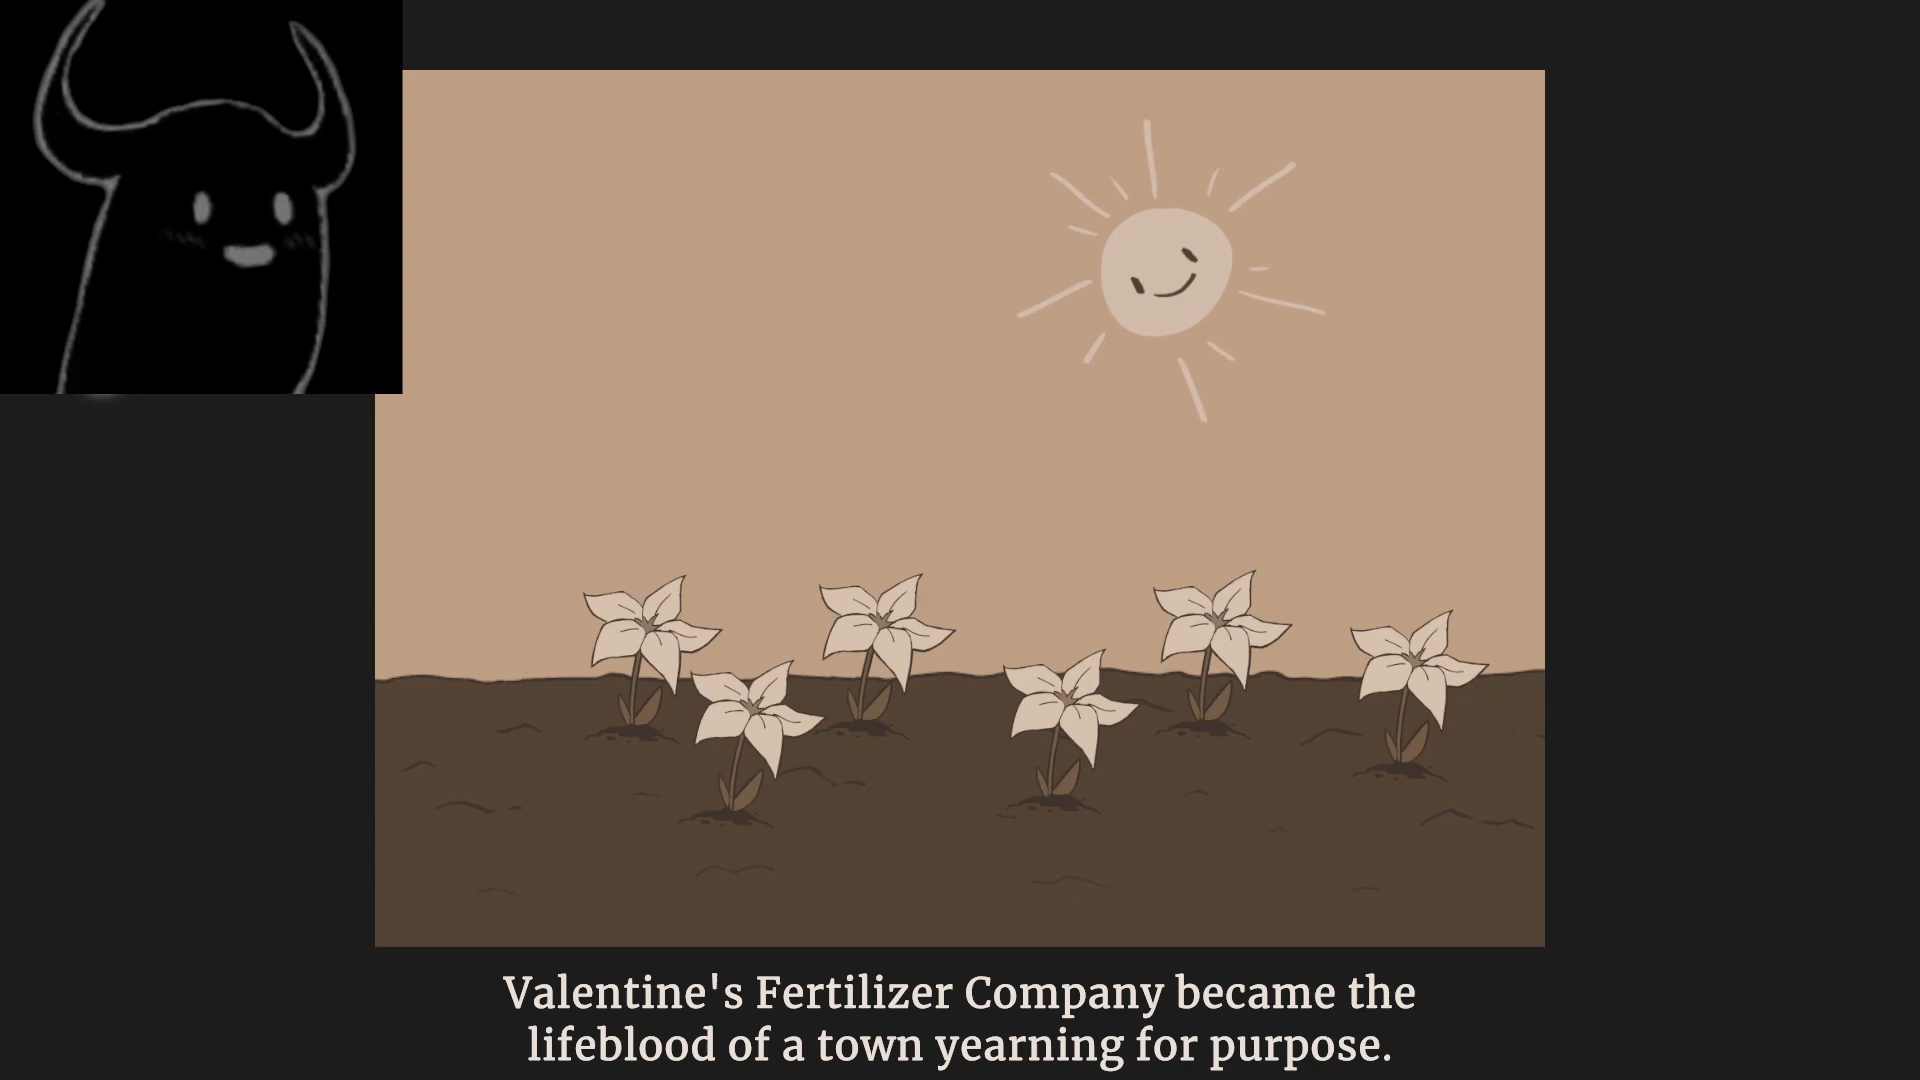 Valentine's Fertilizer Company became the
lifeblood of a town yearning for purpose.